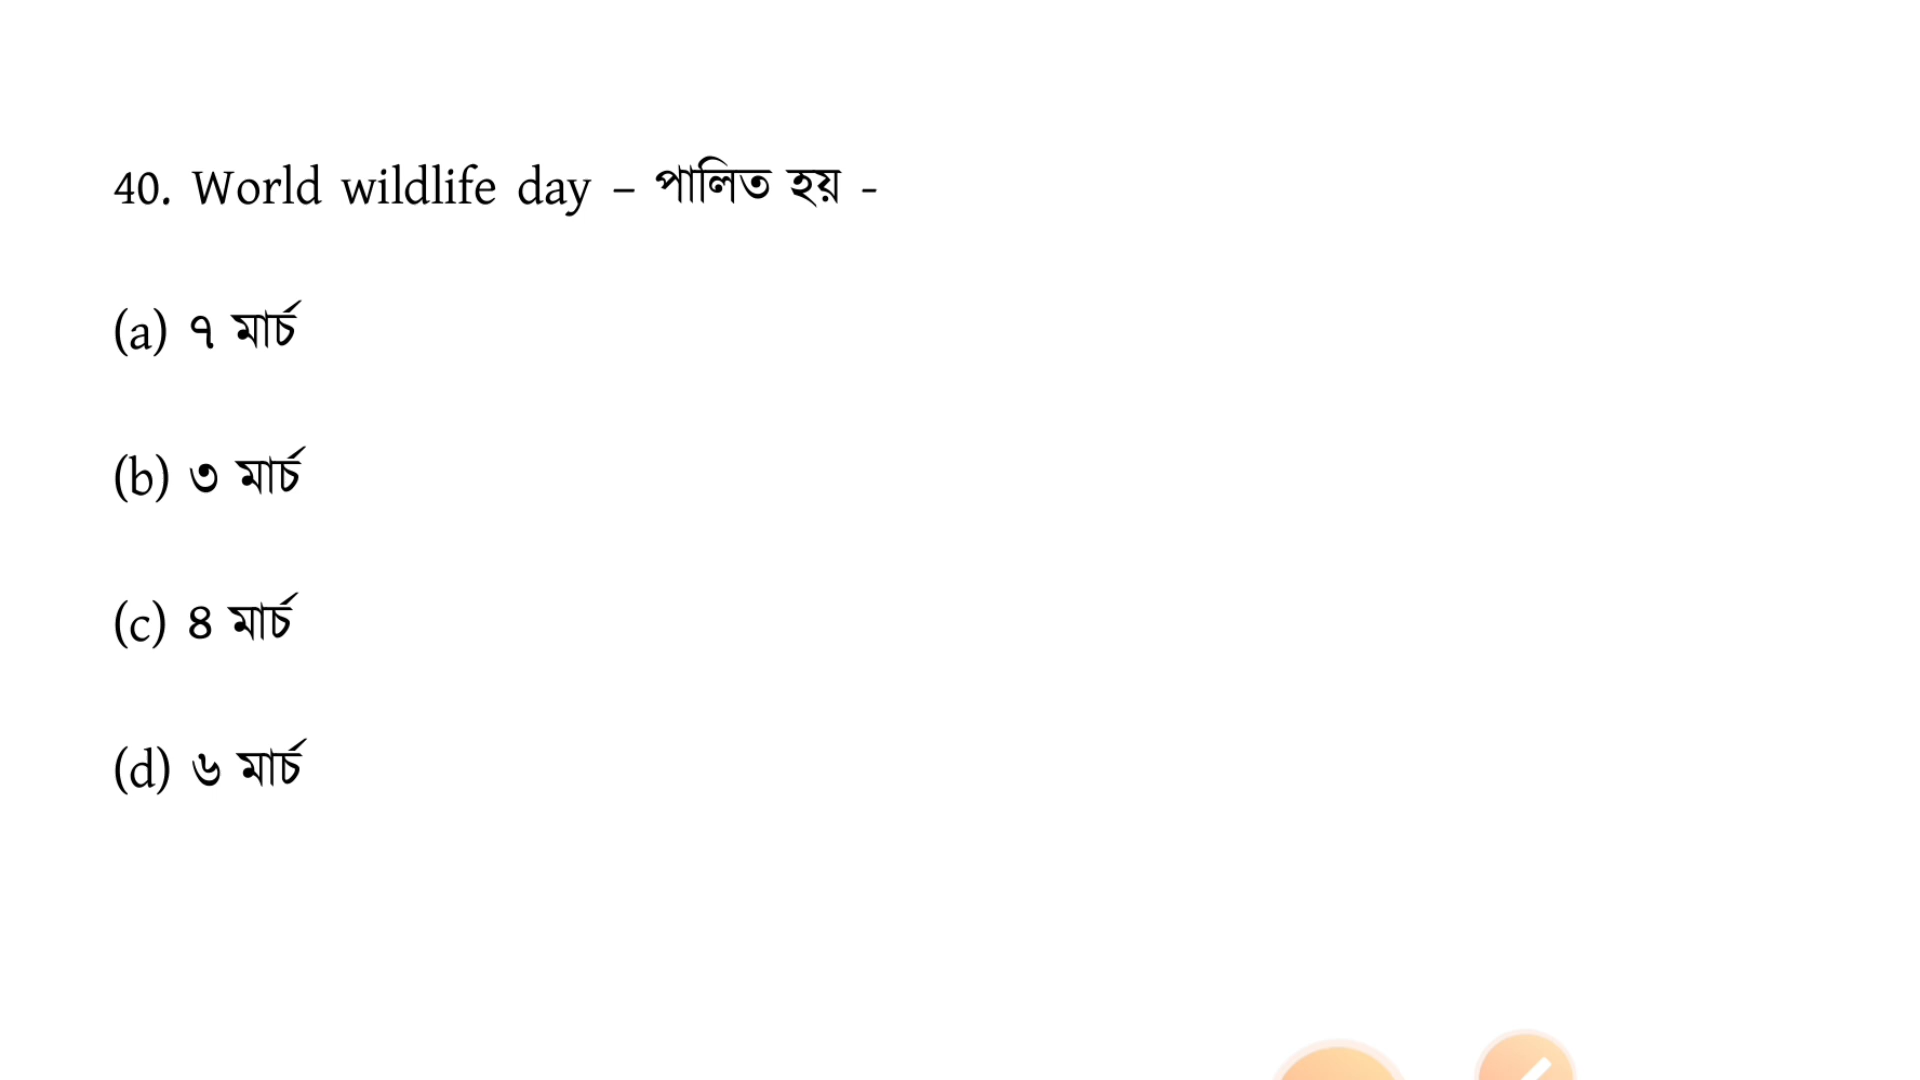 40. World wildlife day – পালিত হয় -
(a) ৭ মার্চ
(b) ৩ মার্চ
(c) ৪ মার্চ
(d) ৬ মার্চ